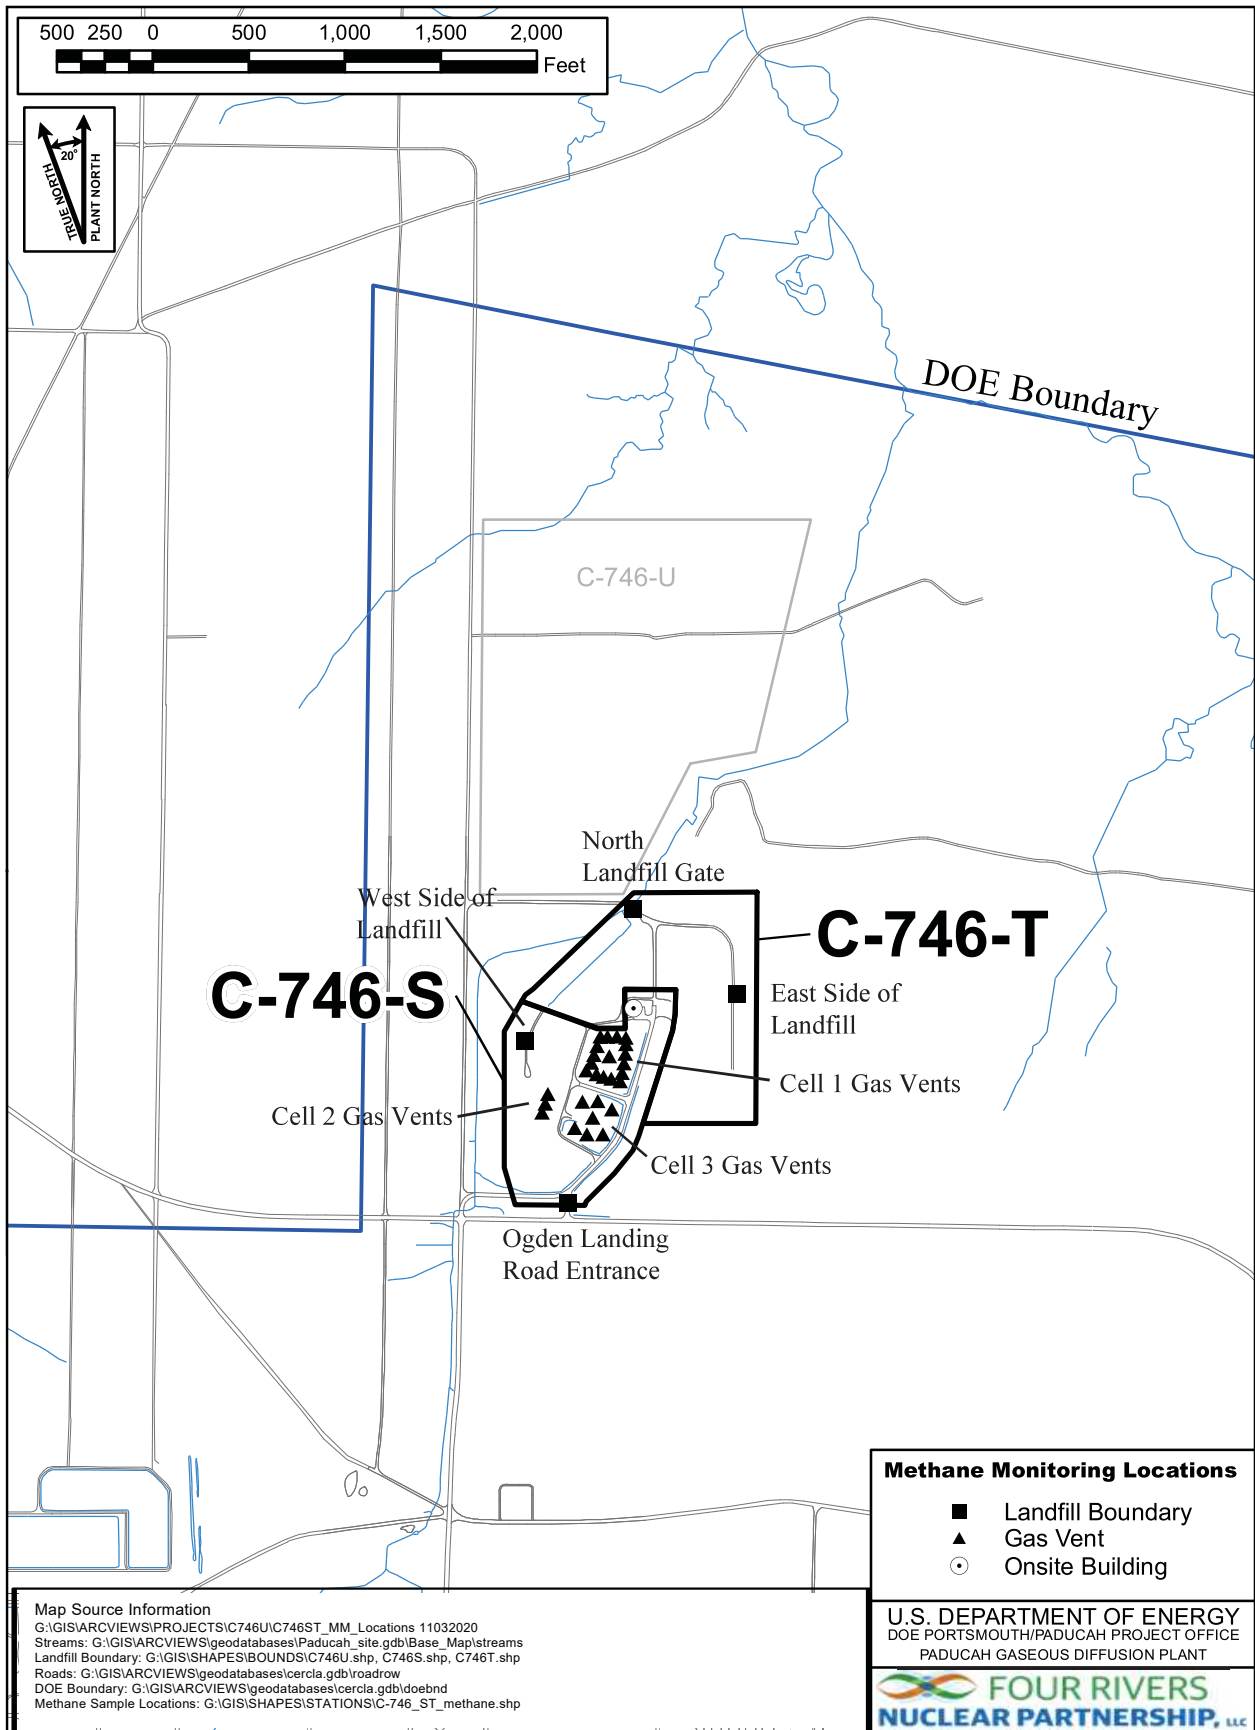 500 250 0 500 1,000 1,500 2,000
Feet
20°
TRUE NORTH
PLANT NORTH
DOE Boundary
C-746-U
North
Landfill Gate
West Side of
Landfill
C-746-T
C-746-S
East Side of
Landfill
Cell 1 Gas Vents
Cell 2 Gas Vents
Cell 3 Gas Vents
Ogden Landing
Road Entrance
Methane Monitoring Locations
Landfill Boundary
Gas Vent
Onsite Building
Map Source Information
G:\GIS\ARCVIEWS\PROJECTS\C746U\C746ST_MM_Locations 11032020
Streams: G:\GIS\ARCVIEWS\geodatabases\Paducah_site.gdb\Base_Map\streams
Landfill Boundary: G:\GIS\SHAPES\BOUNDS\C746U.shp, C746S.shp, C746T.shp
Roads: G:\GIS\ARCVIEWS\geodatabases\cercla.gdb\roadrow
DOE Boundary: G:\GIS\ARCVIEWS\geodatabases\cercla.gdb\doebnd
Methane Sample Locations: G:\GIS\SHAPES\STATIONS\C-746_ST_methane.shp
U.S. DEPARTMENT OF ENERGY
DOE PORTSMOUTH/PADUCAH PROJECT OFFICE
PADUCAH GASEOUS DIFFUSION PLANT
FOUR RIVERS
NUCLEAR PARTNERSHIP, LLC